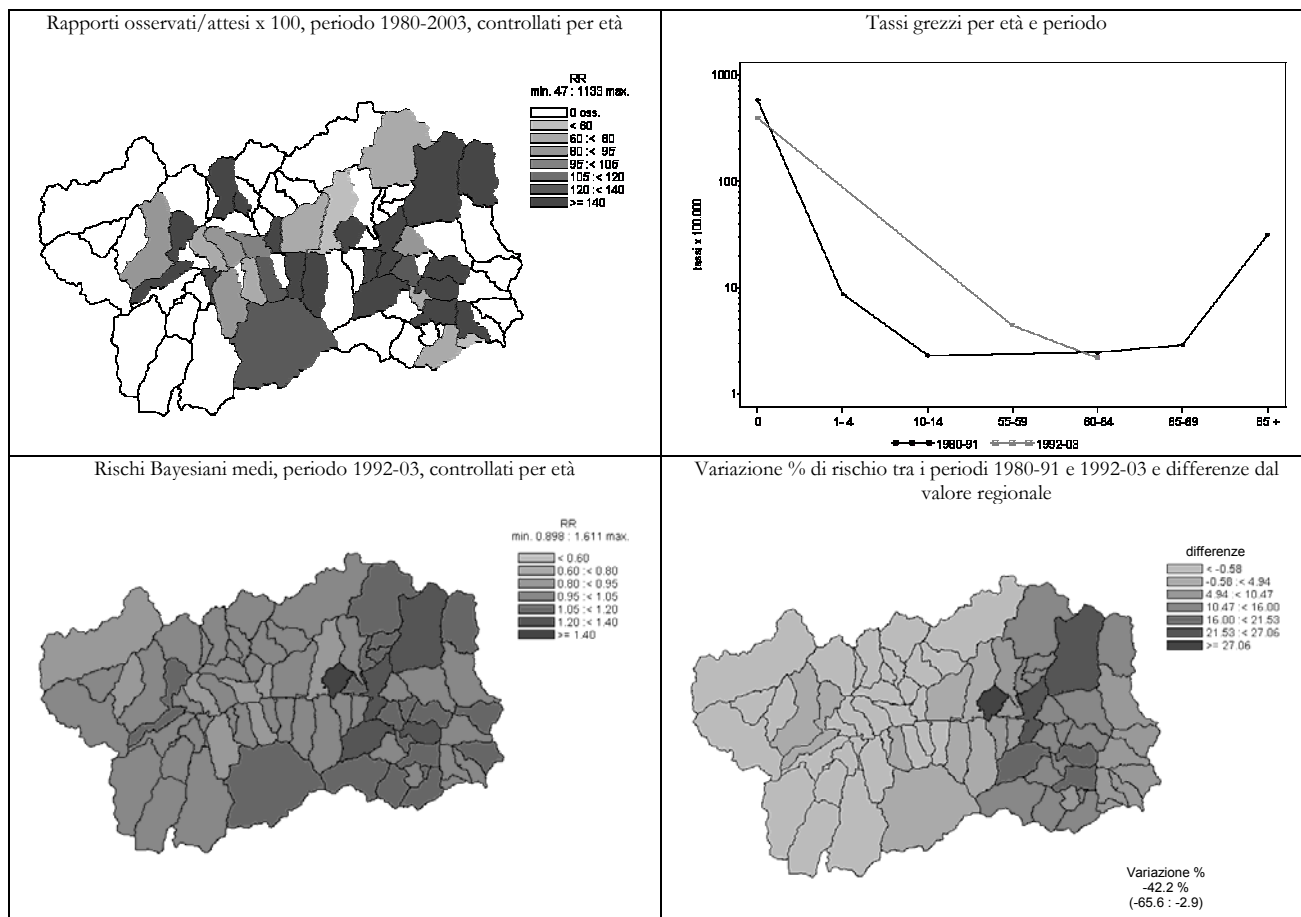 Rapporti osservati/attesi x 100, periodo 1980-2003, controllati per età
RR
min. 47 : 1133 max.
0 oss.
< 60
60 :< 80
80 :< 95
95 :< 105
105 :< 120
120 :< 140
>= 140
Tassi grezzi per età e periodo
1000
100
10
1
tassi x 100.000
0
1-4
10-14
55-59
60-64
65-69
85 +
1980-91
1992-03
Rischi Bayesiani medi, periodo 1992-03, controllati per età
RR
min. 0.898 : 1.611 max.
< 0.60
0.60 :< 0.80
0.80 :< 0.95
0.95 :< 1.05
1.05 :< 1.20
1.20 :< 1.40
>= 1.40
Variazione % di rischio tra i periodi 1980-91 e 1992-03 e differenze dal
valore regionale
differenze
< -0.58
-0.58 :< 4.94
4.94 :< 10.47
10.47 :< 16.00
16.00 :< 21.53
21.53 :< 27.06
>= 27.06
Variazione %
-42.2 %
(-65.6 : -2.9)